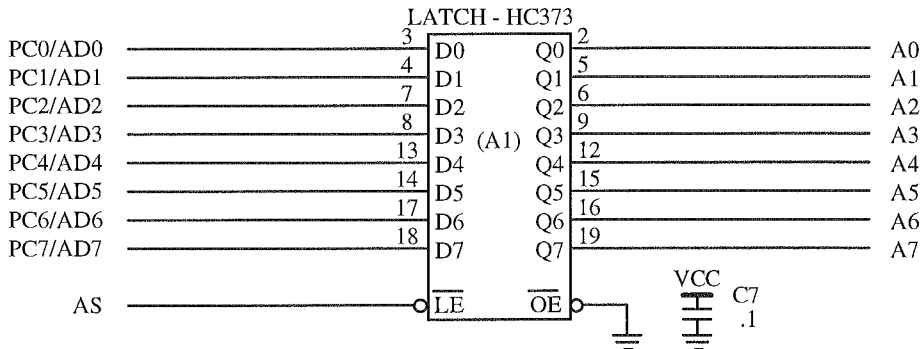 LATCH - HC373
PC0/AD0 3 D0 Q0 2 A0
PC1/AD1 4 D1 Q1 5 A1
PC2/AD2 7 D2 Q2 6 A2
PC3/AD3 8 D3 (A1) Q3 9 A3
PC4/AD4 13 D4 Q4 12 A4
PC5/AD5 14 D5 Q5 15 A5
PC6/AD6 17 D6 Q6 16 A6
PC7/AD7 18 D7 Q7 19 A7
AS LE OE VCC C7
.1